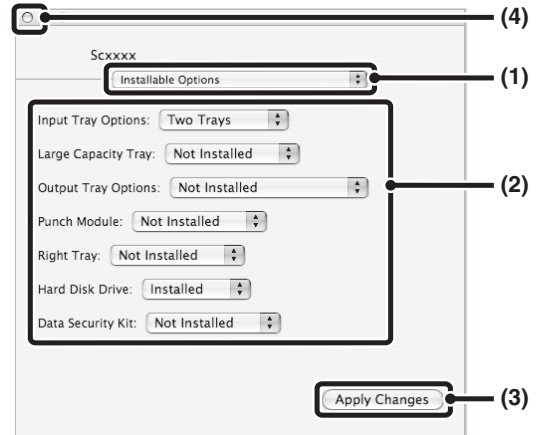 (4)
Scxxxx
Installable Options (1)
Input Tray Options: Two Trays
Large Capacity Tray: Not Installed
Output Tray Options: Not Installed (2)
Punch Module: Not Installed
Right Tray: Not Installed
Hard Disk Drive: Installed
Data Security Kit: Not Installed
Apply Changes (3)